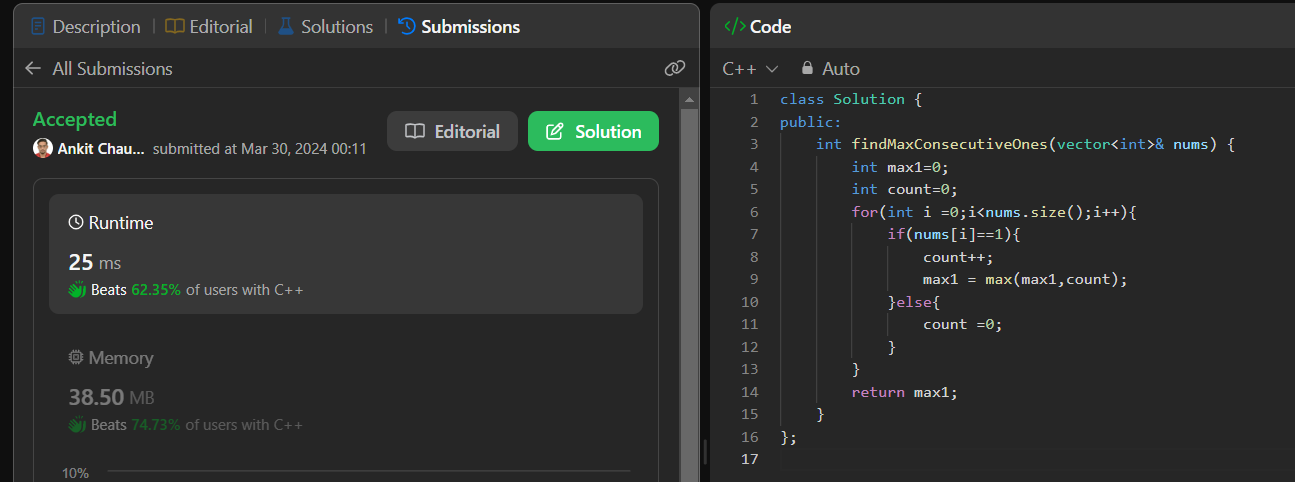 Description | Editorial | Solutions | Submissions
All Submissions
Accepted
Ankit Chau... submitted at Mar 30, 2024 00:11
Editorial
Solution
Runtime
25 ms
Beats 62.35% of users with C++
Memory
38.50 MB
Beats 74.73% of users with C++
10%
</> Code
C++ Auto
1 class Solution {
2 public:
3     int findMaxConsecutiveOnes(vector<int>& nums) {
4         int max1=0;
5         int count=0;
6         for(int i =0;i<nums.size();i++){
7             if(nums[i]==1){
8                 count++;
9                 max1 = max(max1,count);
10             }else{
11                 count =0;
12             }
13         }
14         return max1;
15     }
16 };
17